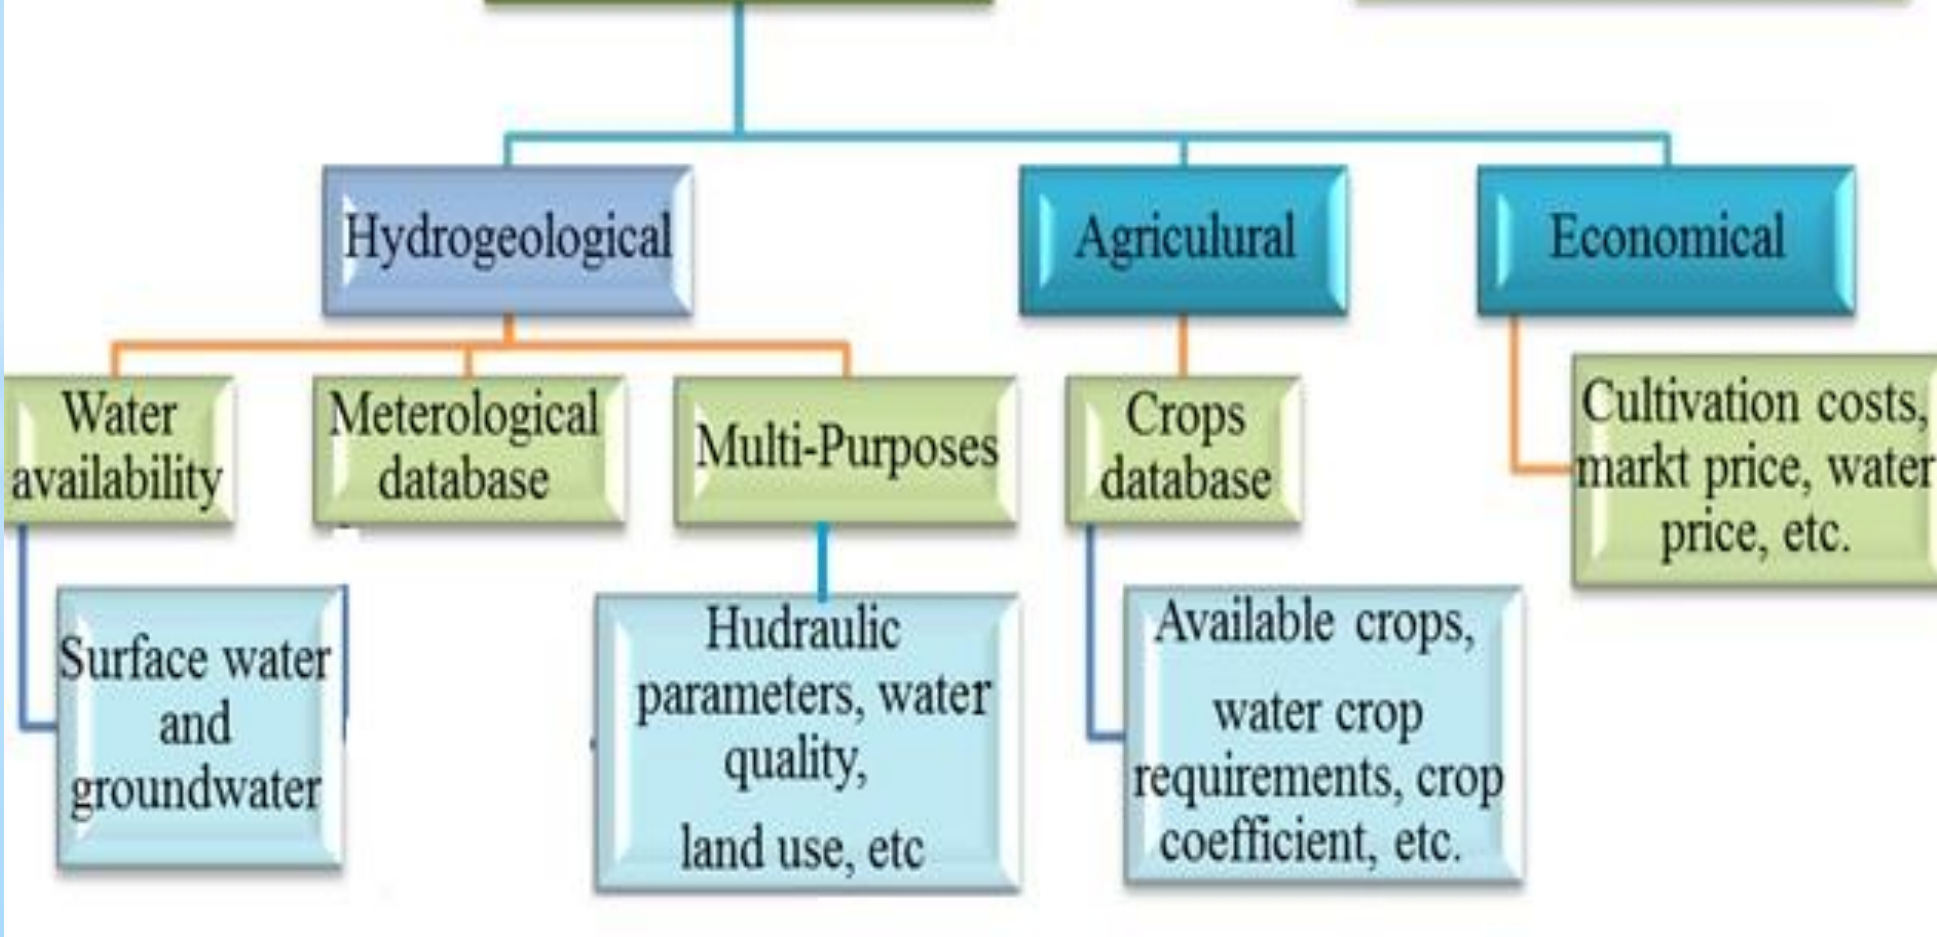 Hydrogeological
Agriculural
Economical
Water
availability
Meterological
database
Multi-Purposes
Crops
database
Cultivation costs,
markt price, water
price, etc.
Surface water
and
groundwater
Hudraulic
parameters, water
quality,
land use, etc
Available crops,
water crop
requirements, crop
coefficient, etc.